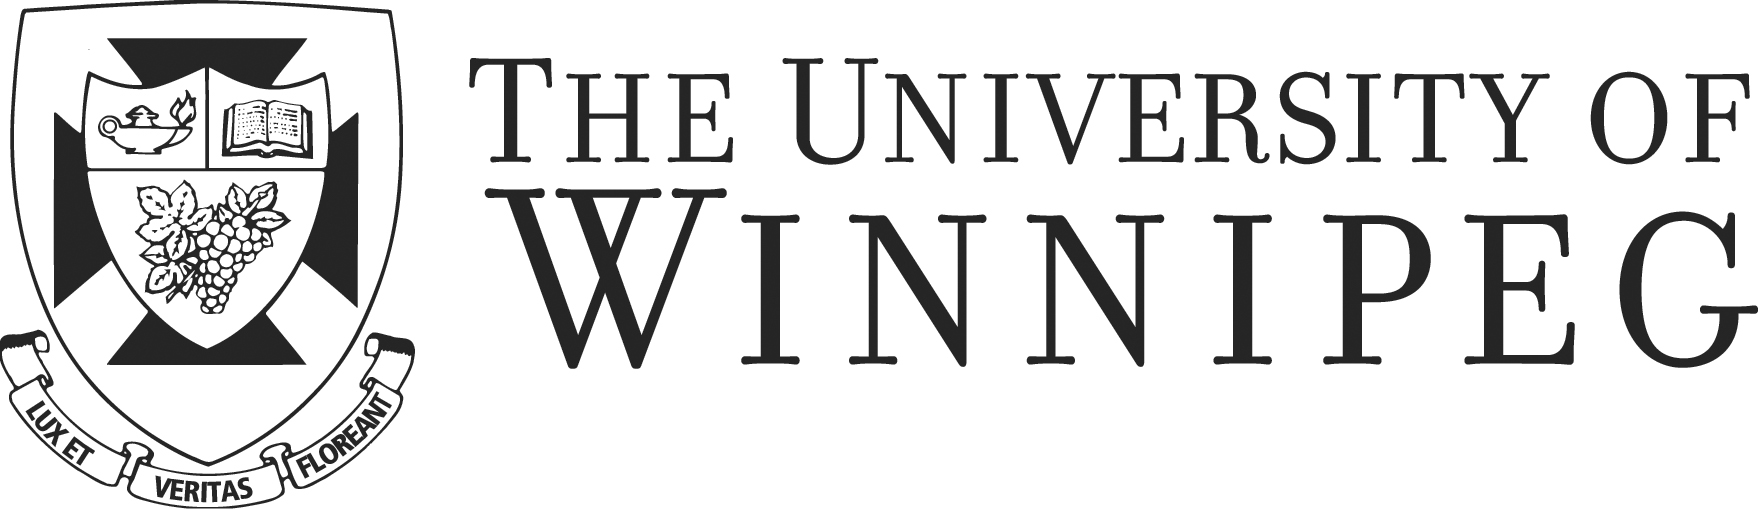 THE UNIVERSITY OF
WINNIPEG
LUX ET
VERITAS
FLOREANT